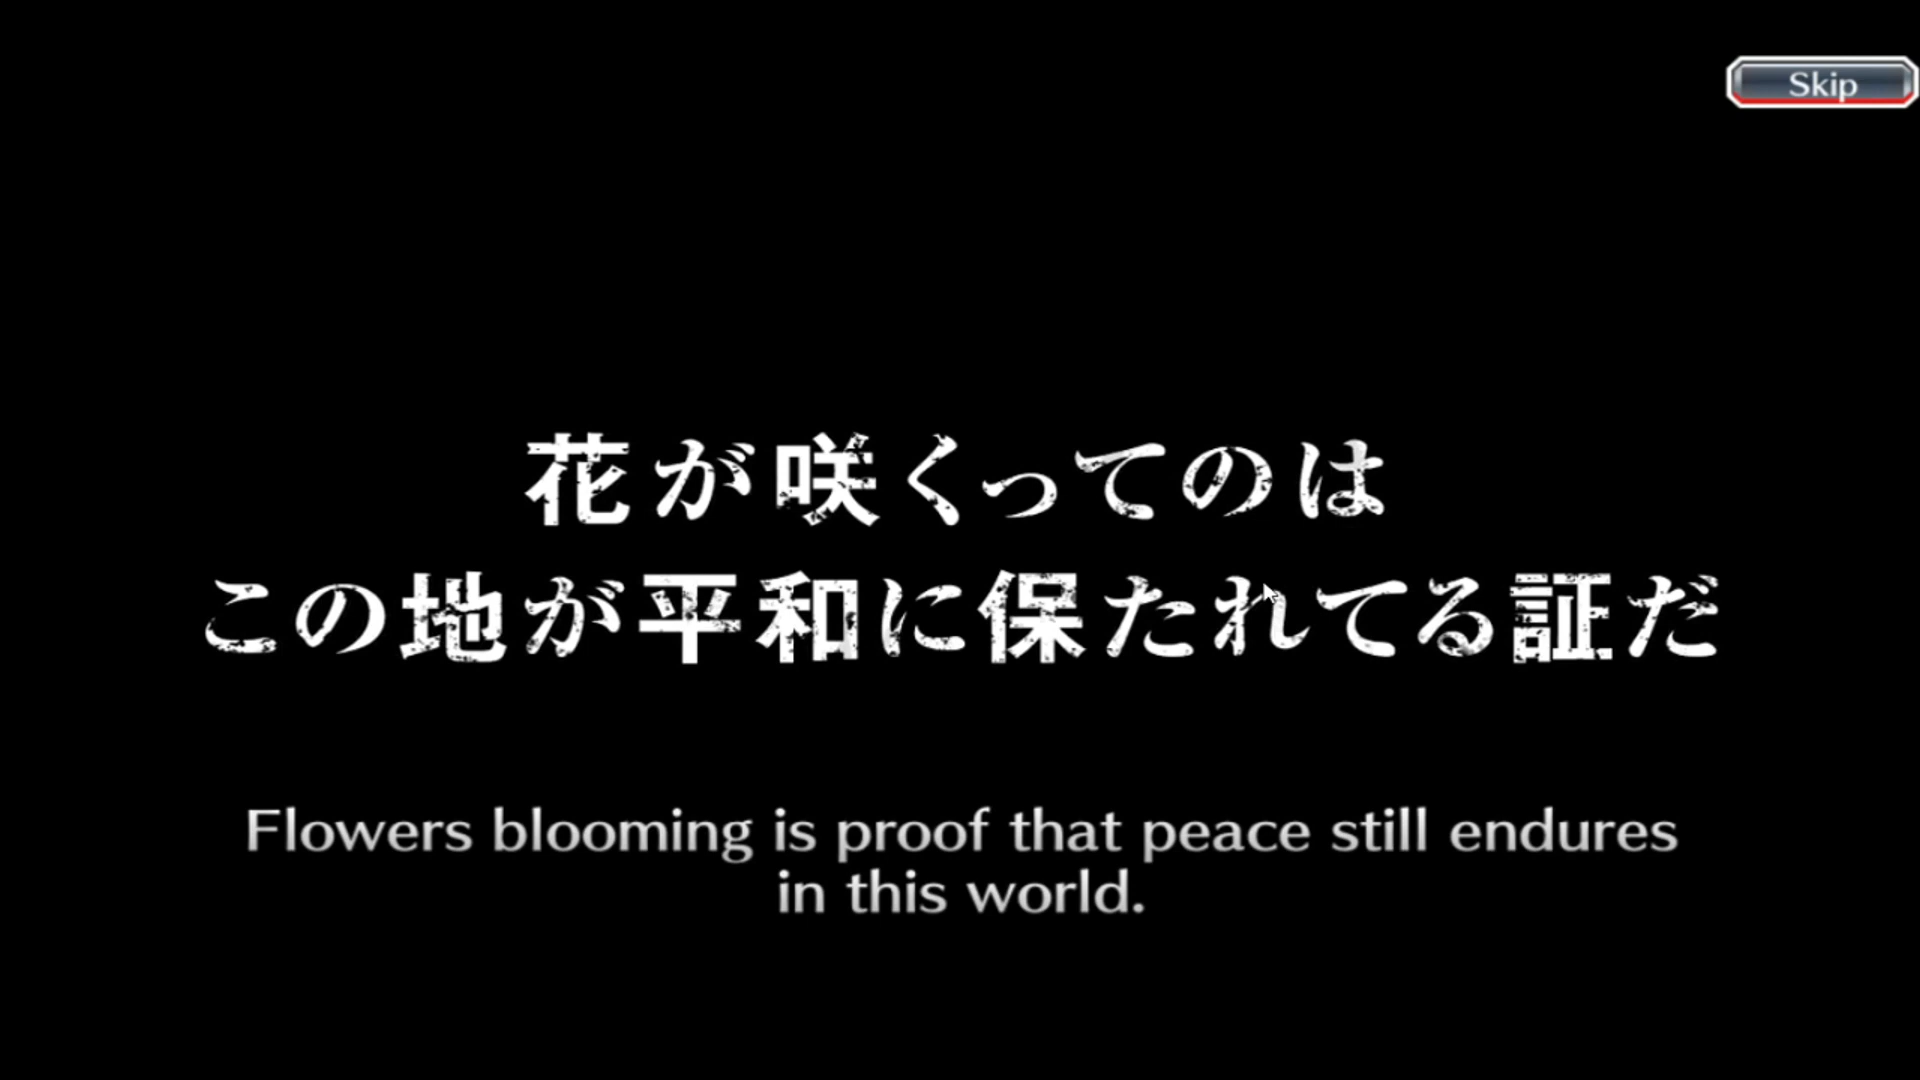 Skip
花が咲くってのは
この地が平和に保たれてる証だ
Flowers blooming is proof that peace still endures
in this world.